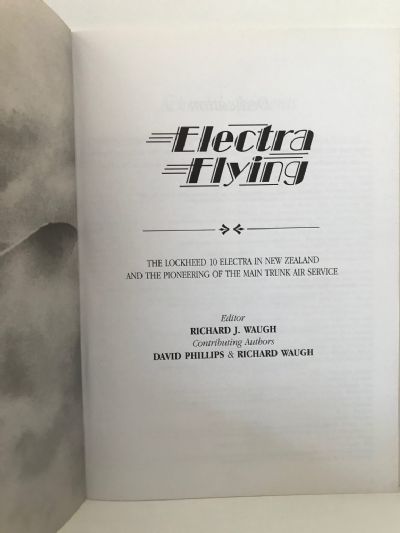 Electra
Flying
THE LOCKHEED 10 ELECTRA IN NEW ZEALAND
AND THE PIONEERING OF THE MAIN TRUNK AIR SERVICE
Editor
RICHARD J. WAUGH
Contributing Authors
DAVID PHILLIPS & RICHARD WAUGH